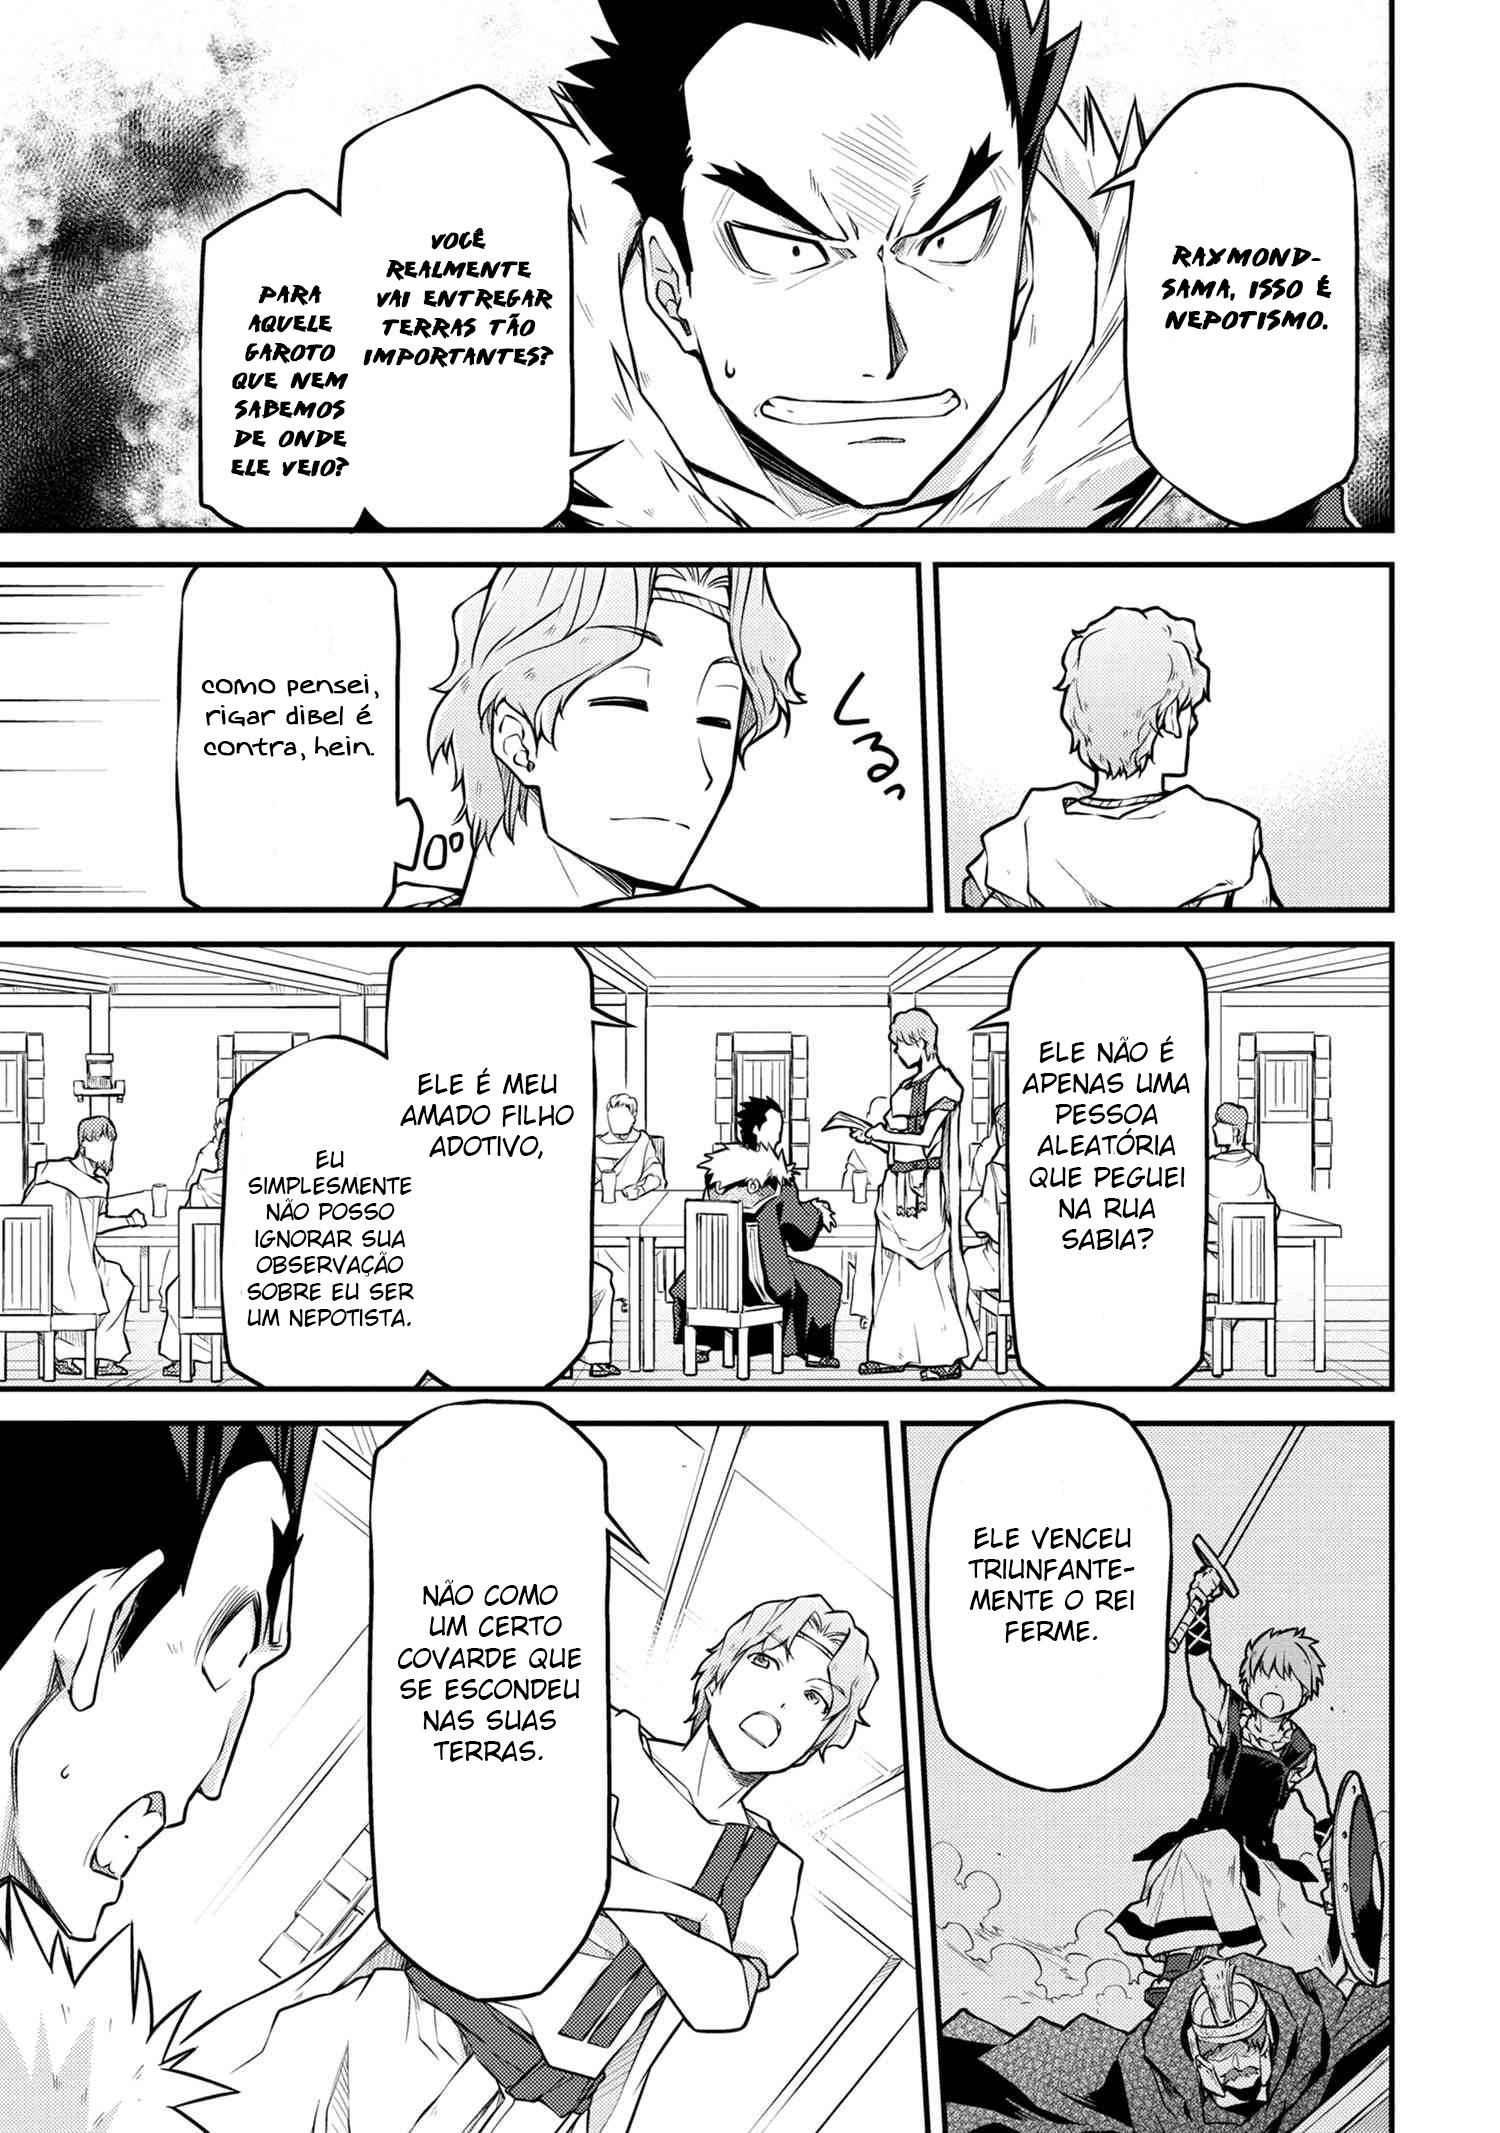 RAYMOND-
SAMA, ISSO É
NEPOTISMO.
VOCÊ
REALMENTE
VAI ENTREGAR
TERRAS TÃO
IMPORTANTES?
PARA
AQUELE
GAROTO
QUE NEM
SABEMOS
DE ONDE
ELE VEIO?
くるっ
como pensei,
rigar dibel é
contra, hein.
ELE NÃO É
APENAS UMA
PESSOA
ALEATÓRIA
QUE PEGUEI
NA RUA
SABIA?
ELE É MEU
AMADO FILHO
ADOTIVO,
EU
SIMPLESMENTE
NÃO POSSO
IGNORAR SUA
OBSERVAÇÃO
SOBRE EU SER
UM NEPOTISTA.
ELE VENCEU
TRIUNFANTE-
MENTE O REI
FERME.
NÃO COMO
UM CERTO
COVARDE QUE
SE ESCONDEU
NAS SUAS
TERRAS.